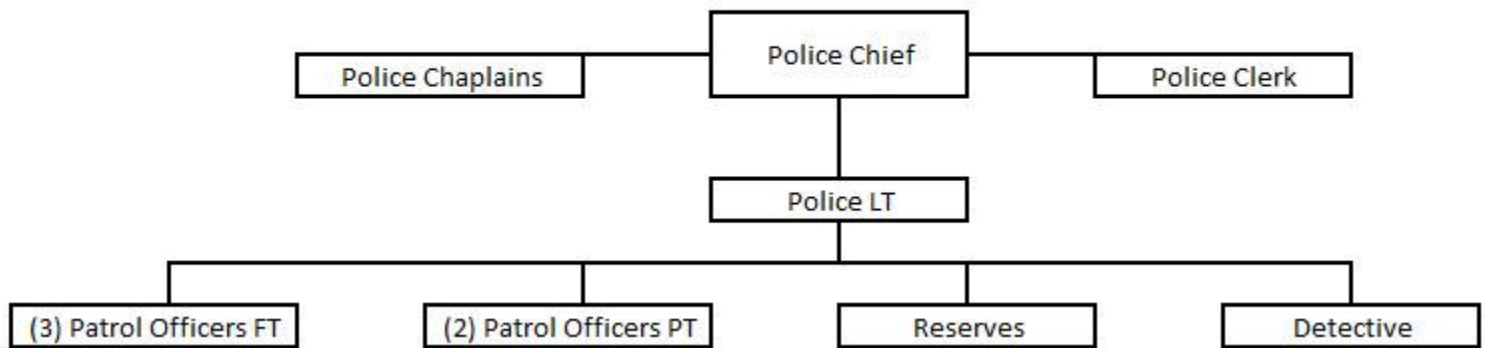 Police Chief
Police Chaplains
Police Clerk
Police LT
(3) Patrol Officers FT
(2) Patrol Officers PT
Reserves
Detective